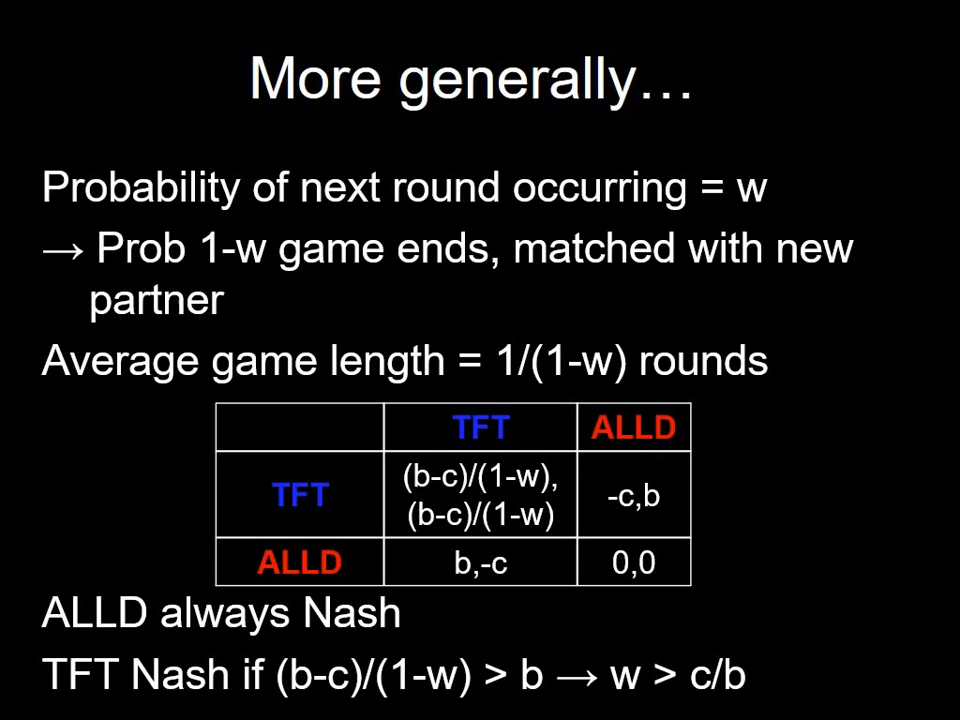 More generally…
Probability of next round occurring = w
→ Prob 1-w game ends, matched with new
partner
Average game length = 1/(1-w) rounds
TFT ALLD
TFT (b-c)/(1-w), (b-c)/(1-w) -c,b
ALLD b,-c 0,0
ALLD always Nash
TFT Nash if (b-c)/(1-w) > b → w > c/b